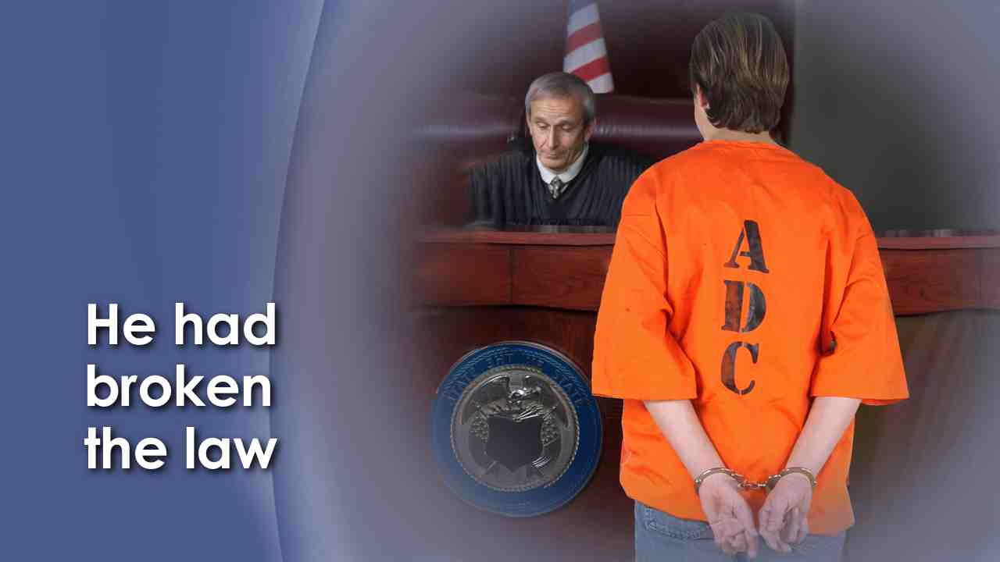 He had
broken
the law
A
D
C